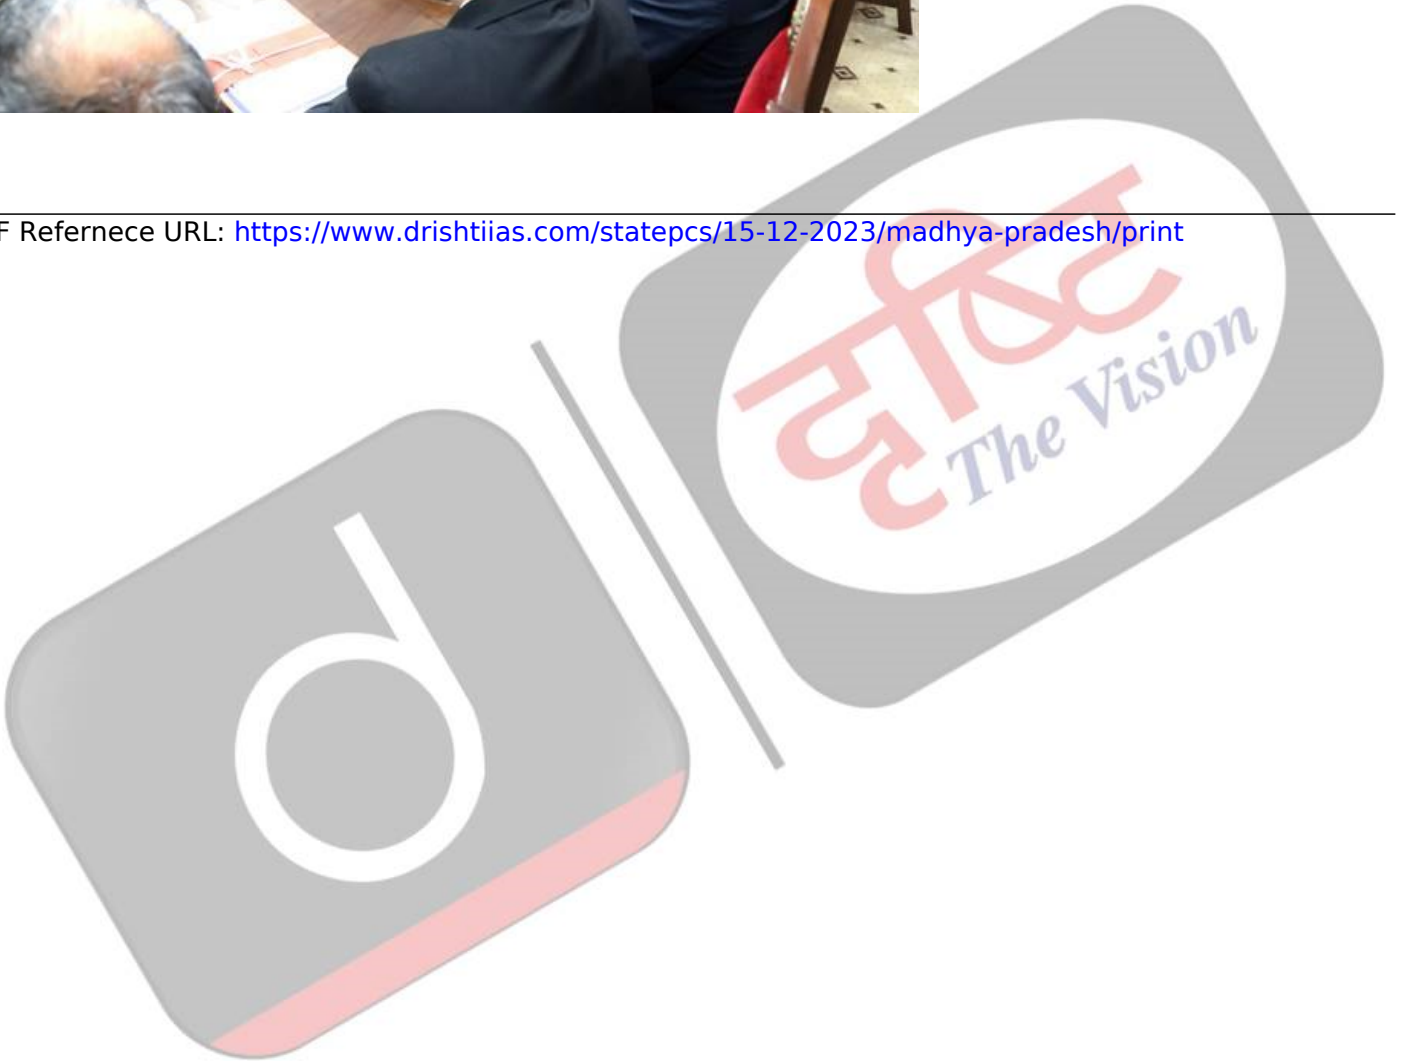 F Refernece URL: https://www.drishtiias.com/statepcs/15-12-2023/madhya-pradesh/print
दृष्टि
The Vision
d